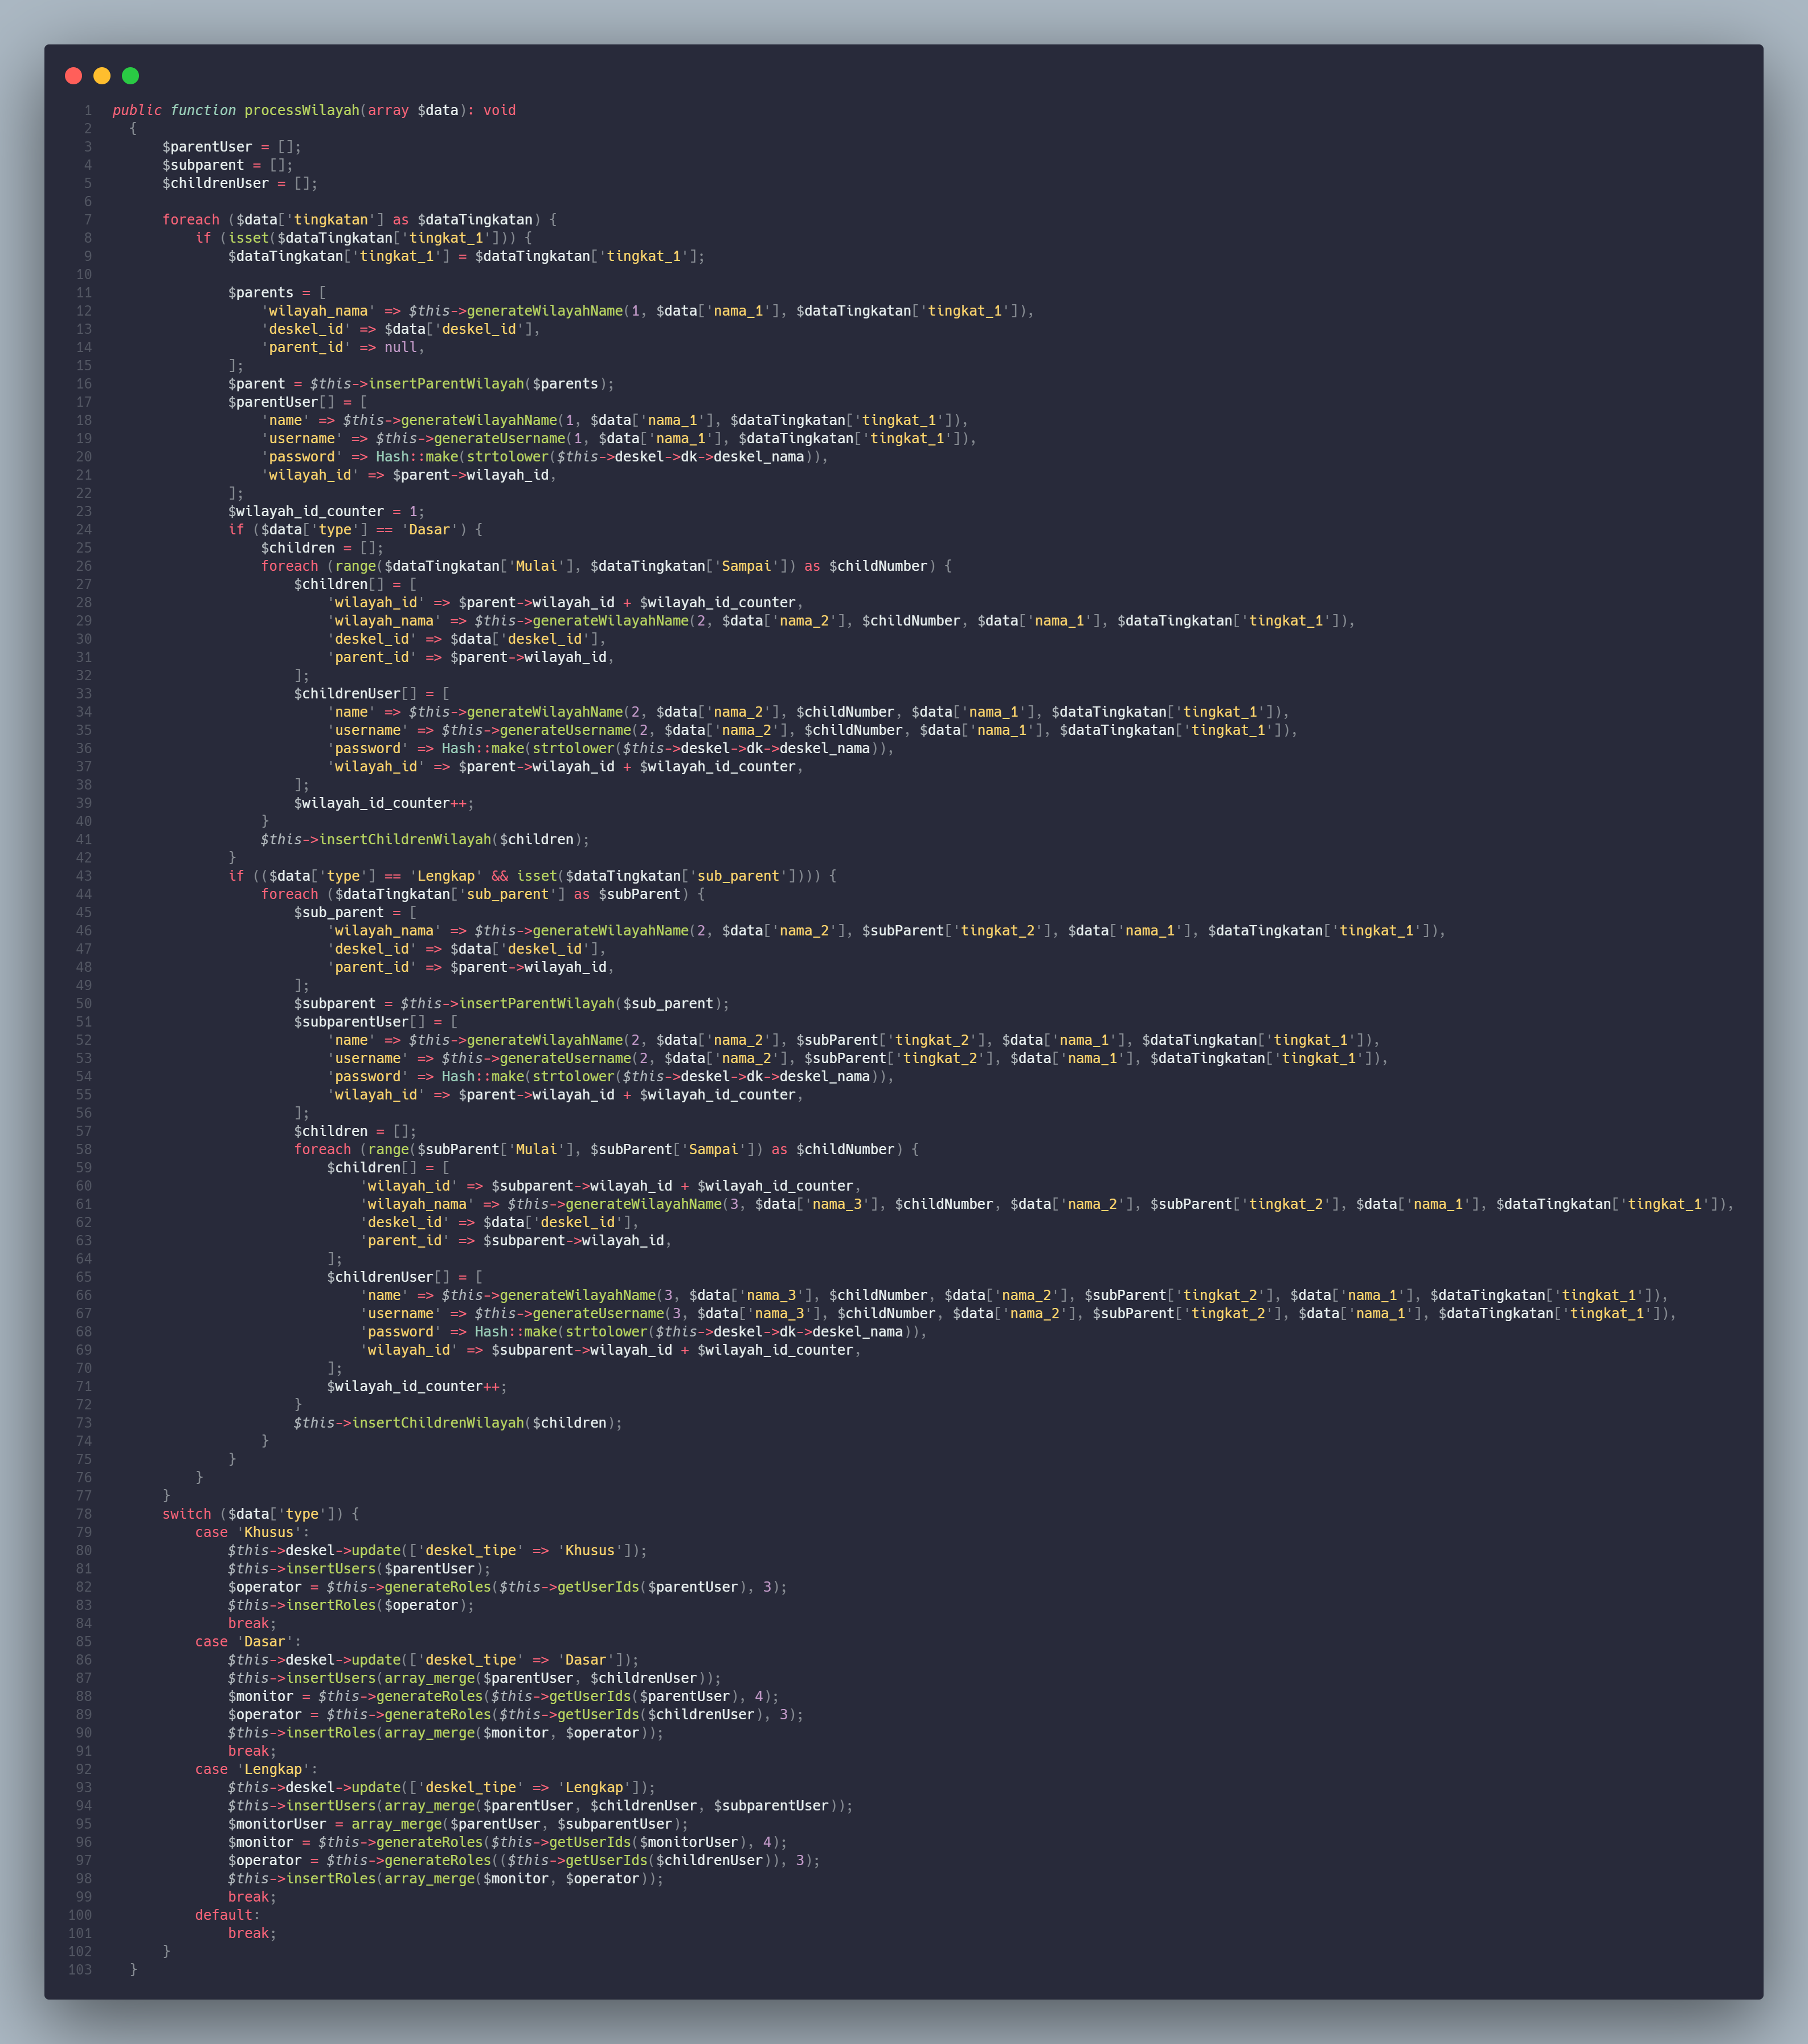 1 public function processWilayah(array $data): void
2 {
3 $parentUser = [];
4 $subparent = [];
5 $childrenUser = [];
6
7 foreach ($data['tingkatan'] as $dataTingkatan) {
8 if (isset($dataTingkatan['tingkat_1'])) {
9 $dataTingkatan['tingkat_1'] = $dataTingkatan['tingkat_1'];
10
11 $parents = [
12 'wilayah_nama' => $this->generateWilayahName(1, $data['nama_1'], $dataTingkatan['tingkat_1']),
13 'deskel_id' => $data['deskel_id'],
14 'parent_id' => null,
15 ];
16 $parent = $this->insertParentWilayah($parents);
17 $parentUser[] = [
18 'name' => $this->generateWilayahName(1, $data['nama_1'], $dataTingkatan['tingkat_1']),
19 'username' => $this->generateUsername(1, $data['nama_1'], $dataTingkatan['tingkat_1']),
20 'password' => Hash::make(strtolower($this->deskel->dk->deskel_nama)),
21 'wilayah_id' => $parent->wilayah_id,
22 ];
23 $wilayah_id_counter = 1;
24 if ($data['type'] == 'Dasar') {
25 $children = [];
26 foreach (range($dataTingkatan['Mulai'], $dataTingkatan['Sampai']) as $childNumber) {
27 $children[] = [
28 'wilayah_id' => $parent->wilayah_id + $wilayah_id_counter,
29 'wilayah_nama' => $this->generateWilayahName(2, $data['nama_2'], $childNumber, $data['nama_1'], $dataTingkatan['tingkat_1']),
30 'deskel_id' => $data['deskel_id'],
31 'parent_id' => $parent->wilayah_id,
32 ];
33 $childrenUser[] = [
34 'name' => $this->generateWilayahName(2, $data['nama_2'], $childNumber, $data['nama_1'], $dataTingkatan['tingkat_1']),
35 'username' => $this->generateUsername(2, $data['nama_2'], $childNumber, $data['nama_1'], $dataTingkatan['tingkat_1']),
36 'password' => Hash::make(strtolower($this->deskel->dk->deskel_nama)),
37 'wilayah_id' => $parent->wilayah_id + $wilayah_id_counter,
38 ];
39 $wilayah_id_counter++;
40 }
41 $this->insertChildrenWilayah($children);
42 }
43 if (($data['type'] == 'Lengkap' && isset($dataTingkatan['sub_parent']))) {
44 foreach ($dataTingkatan['sub_parent'] as $subParent) {
45 $sub_parent = [
46 'wilayah_nama' => $this->generateWilayahName(2, $data['nama_2'], $subParent['tingkat_2'], $data['nama_1'], $dataTingkatan['tingkat_1']),
47 'deskel_id' => $data['deskel_id'],
48 'parent_id' => $parent->wilayah_id,
49 ];
50 $subparent = $this->insertParentWilayah($sub_parent);
51 $subparentUser[] = [
52 'name' => $this->generateWilayahName(2, $data['nama_2'], $subParent['tingkat_2'], $data['nama_1'], $dataTingkatan['tingkat_1']),
53 'username' => $this->generateUsername(2, $data['nama_2'], $subParent['tingkat_2'], $data['nama_1'], $dataTingkatan['tingkat_1']),
54 'password' => Hash::make(strtolower($this->deskel->dk->deskel_nama)),
55 'wilayah_id' => $parent->wilayah_id + $wilayah_id_counter,
56 ];
57 $children = [];
58 foreach (range($subParent['Mulai'], $subParent['Sampai']) as $childNumber) {
59 $children[] = [
60 'wilayah_id' => $subparent->wilayah_id + $wilayah_id_counter,
61 'wilayah_nama' => $this->generateWilayahName(3, $data['nama_3'], $childNumber, $data['nama_2'], $subParent['tingkat_2'], $data['nama_1'], $dataTingkatan['tingkat_1']),
62 'deskel_id' => $data['deskel_id'],
63 'parent_id' => $subparent->wilayah_id,
64 ];
65 $childrenUser[] = [
66 'name' => $this->generateWilayahName(3, $data['nama_3'], $childNumber, $data['nama_2'], $subParent['tingkat_2'], $data['nama_1'], $dataTingkatan['tingkat_1']),
67 'username' => $this->generateUsername(3, $data['nama_3'], $childNumber, $data['nama_2'], $subParent['tingkat_2'], $data['nama_1'], $dataTingkatan['tingkat_1']),
68 'password' => Hash::make(strtolower($this->deskel->dk->deskel_nama)),
69 'wilayah_id' => $subparent->wilayah_id + $wilayah_id_counter,
70 ];
71 $wilayah_id_counter++;
72 }
73 $this->insertChildrenWilayah($children);
74 }
75 }
76 }
77 }
78 switch ($data['type']) {
79 case 'Khusus':
80 $this->deskel->update(['deskel_tipe' => 'Khusus']);
81 $this->insertUsers($parentUser);
82 $operator = $this->generateRoles($this->getUserIds($parentUser), 3);
83 $this->insertRoles($operator);
84 break;
85 case 'Dasar':
86 $this->deskel->update(['deskel_tipe' => 'Dasar']);
87 $this->insertUsers(array_merge($parentUser, $childrenUser));
88 $monitor = $this->generateRoles($this->getUserIds($parentUser), 4);
89 $operator = $this->generateRoles($this->getUserIds($childrenUser), 3);
90 $this->insertRoles(array_merge($monitor, $operator));
91 break;
92 case 'Lengkap':
93 $this->deskel->update(['deskel_tipe' => 'Lengkap']);
94 $this->insertUsers(array_merge($parentUser, $childrenUser, $subparentUser));
95 $monitorUser = array_merge($parentUser, $subparentUser);
96 $monitor = $this->generateRoles($this->getUserIds($monitorUser), 4);
97 $operator = $this->generateRoles(($this->getUserIds($childrenUser)), 3);
98 $this->insertRoles(array_merge($monitor, $operator));
99 break;
100 default:
101 break;
102 }
103 }